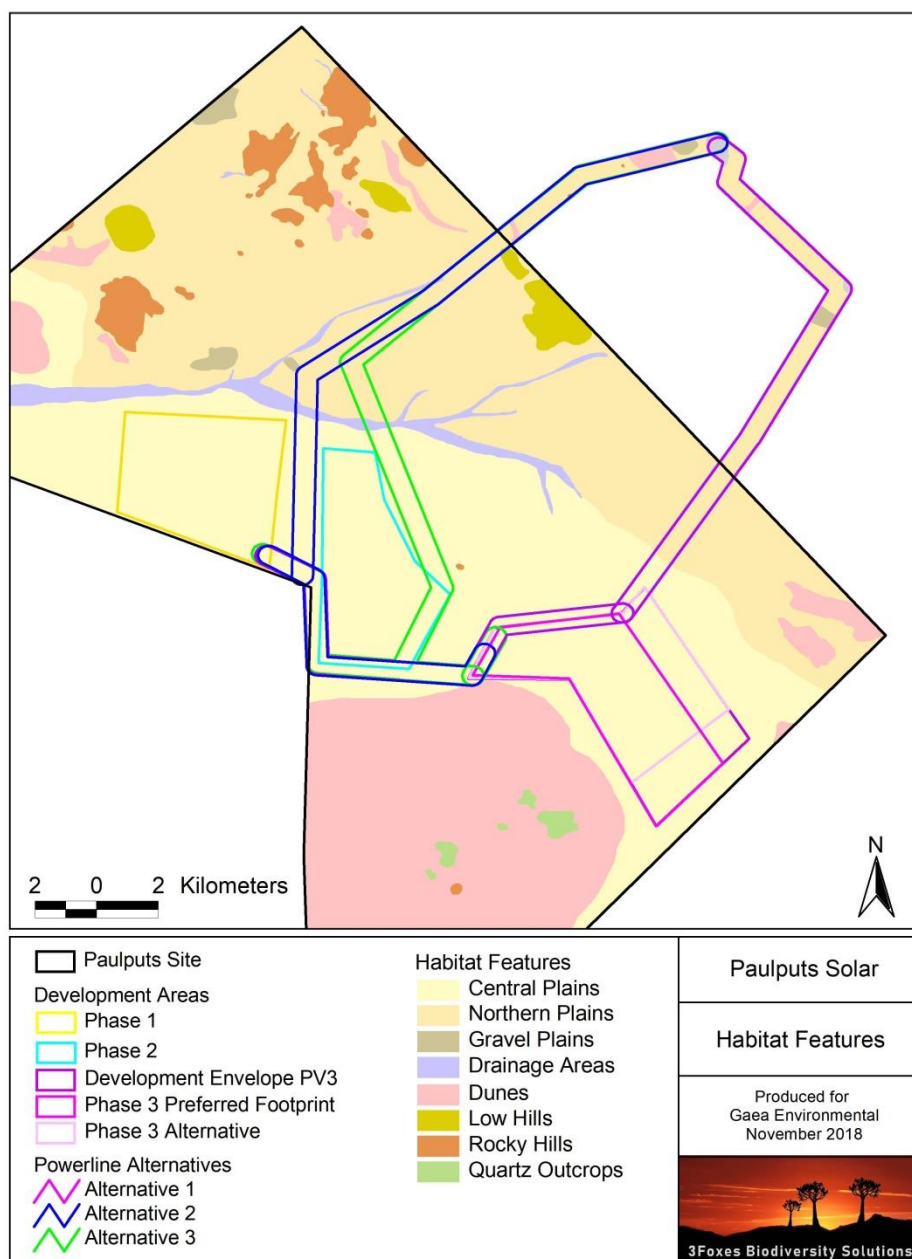 N
2 0 2 Kilometers
Paulputs Site
Development Areas
Phase 1
Phase 2
Development Envelope PV3
Phase 3 Preferred Footprint
Phase 3 Alternative
Powerline Alternatives
Alternative 1
Alternative 2
Alternative 3
Habitat Features
Central Plains
Northern Plains
Gravel Plains
Drainage Areas
Dunes
Low Hills
Rocky Hills
Quartz Outcrops
Paulputs Solar
Habitat Features
Produced for
Gaea Environmental
November 2018
3Foxes Biodiversity Solutions